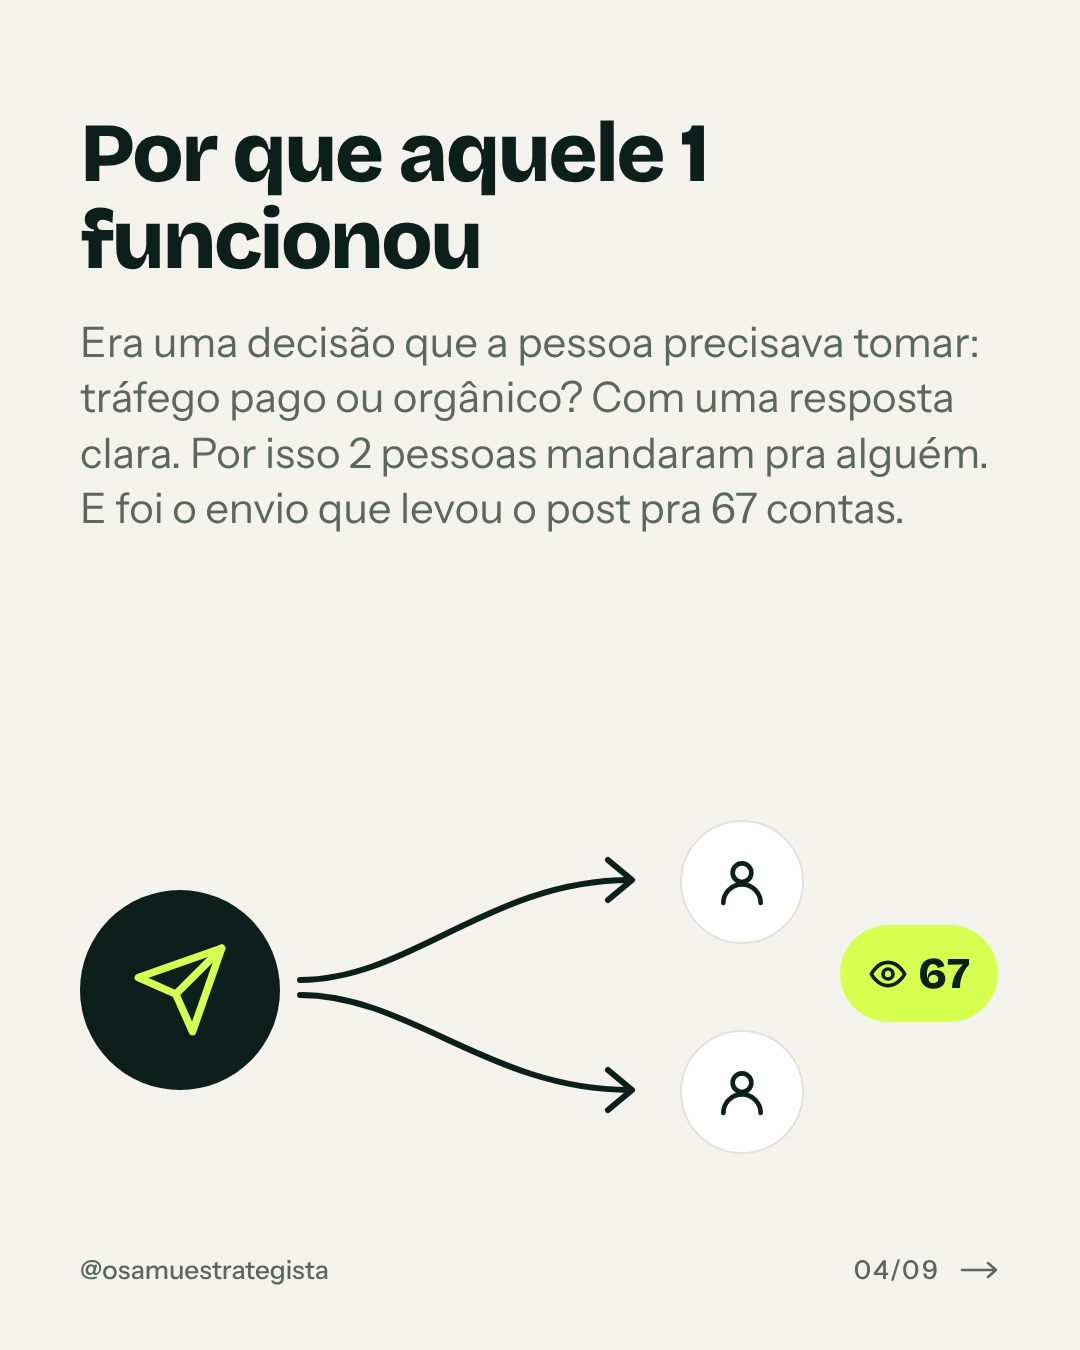 Por que aquele 1
funcionou
Era uma decisão que a pessoa precisava tomar:
tráfego pago ou orgânico? Com uma resposta
clara. Por isso 2 pessoas mandaram pra alguém.
E foi o envio que levou o post pra 67 contas.
67
@osamuestrategista
04/09